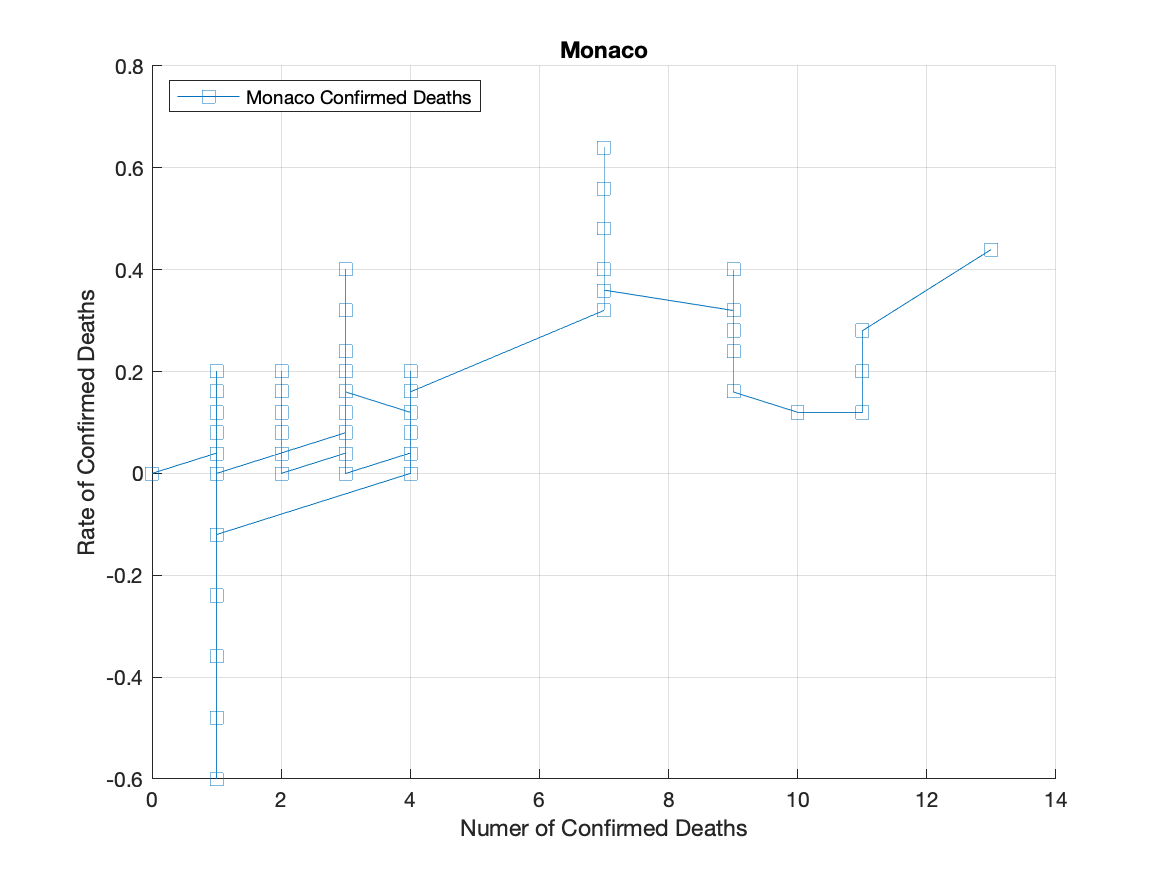 Monaco
Monaco Confirmed Deaths
Rate of Confirmed Deaths
0.8
0.6
0.4
0.2
0
-0.2
-0.4
-0.6
0 2 4 6 8 10 12 14
Numer of Confirmed Deaths